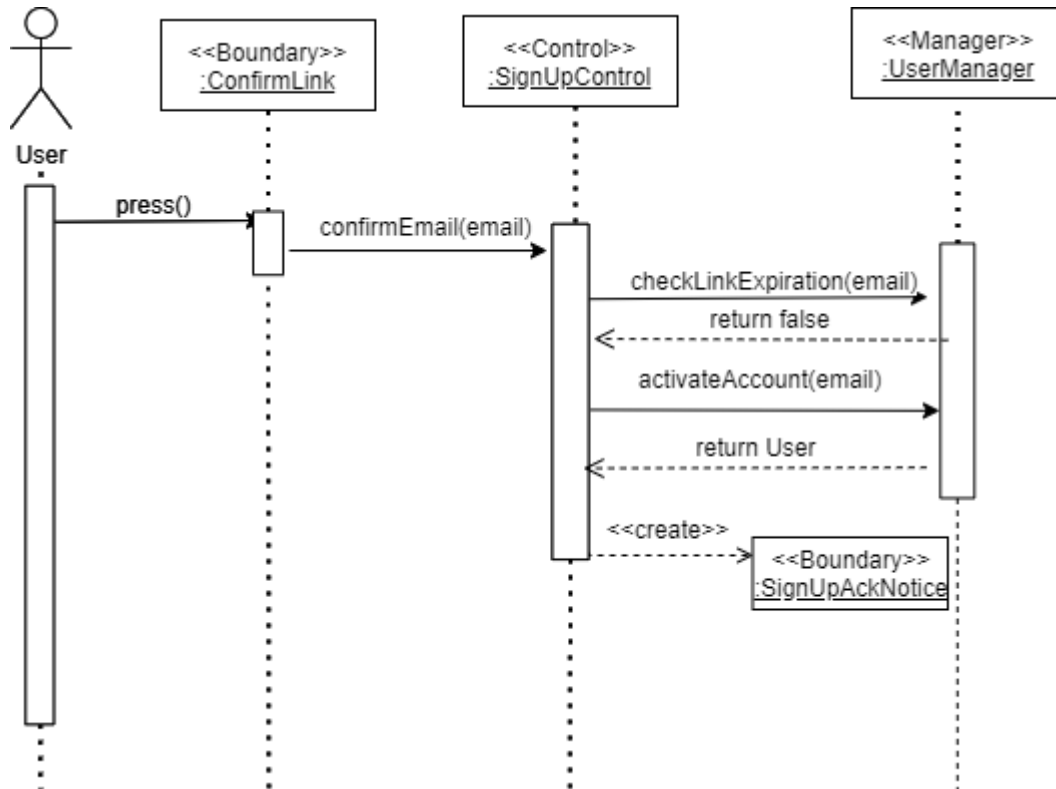 <<Boundary>>
:ConfirmLink
<<Control>>
:SignUpControl
<<Manager>>
:UserManager
User
press()
confirmEmail(email)
checkLinkExpiration(email)
return false
activateAccount(email)
return User
<<create>>
<<Boundary>>
:SignUpAckNotice